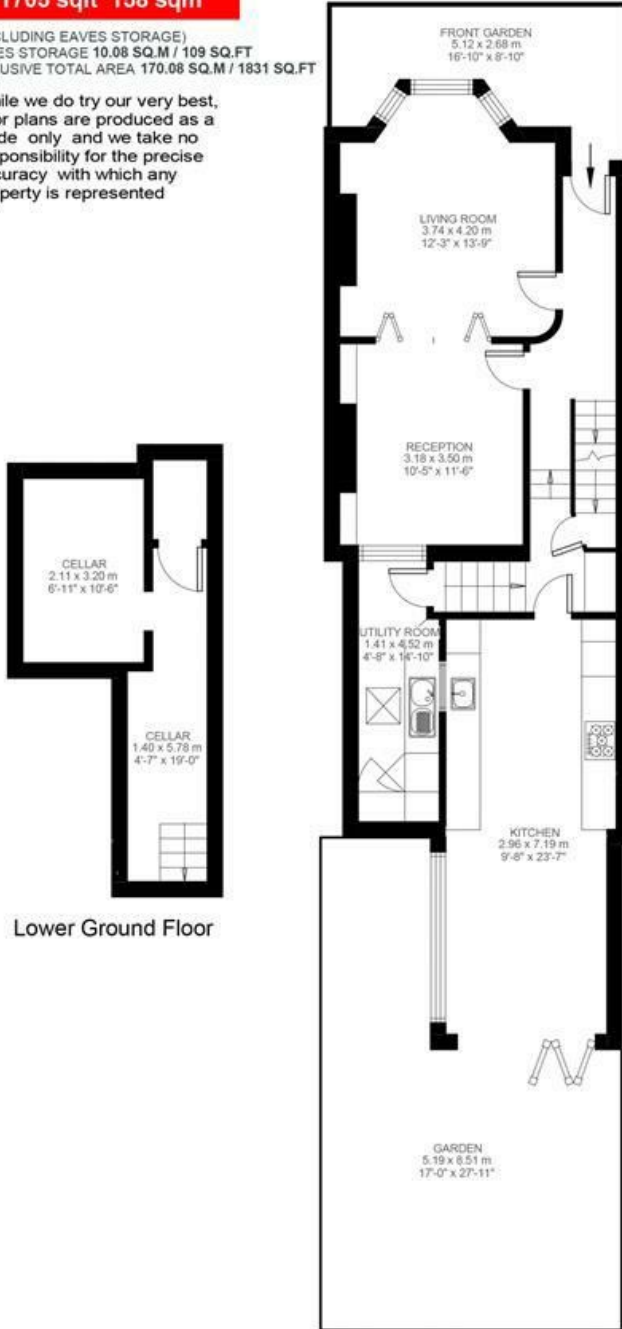 1705 sqft 158 sqm
CLUDING EAVES STORAGE)
ES STORAGE 10.08 SQ.M / 109 SQ.FT
USIVE TOTAL AREA 170.08 SQ.M / 1831 SQ.FT
ile we do try our very best,
or plans are produced as a
de only and we take no
ponsibility for the precise
curacy with which any
perty is represented
FRONT GARDEN
5.12 x 2.68 m
16'-10" x 8'-10"
LIVING ROOM
3.74 x 4.20 m
12'-3" x 13'-9"
RECEPTION
3.18 x 3.50 m
10'-5" x 11'-6"
UTILITY ROOM
1.41 x 4.52 m
4'-8" x 14'-10"
KITCHEN
2.96 x 7.19 m
9'-8" x 23'-7"
GARDEN
5.19 x 8.51 m
17'-0" x 27'-11"
CELLAR
2.11 x 3.20 m
6'-11" x 10'-6"
CELLAR
1.40 x 5.78 m
4'-7" x 19'-0"
Lower Ground Floor